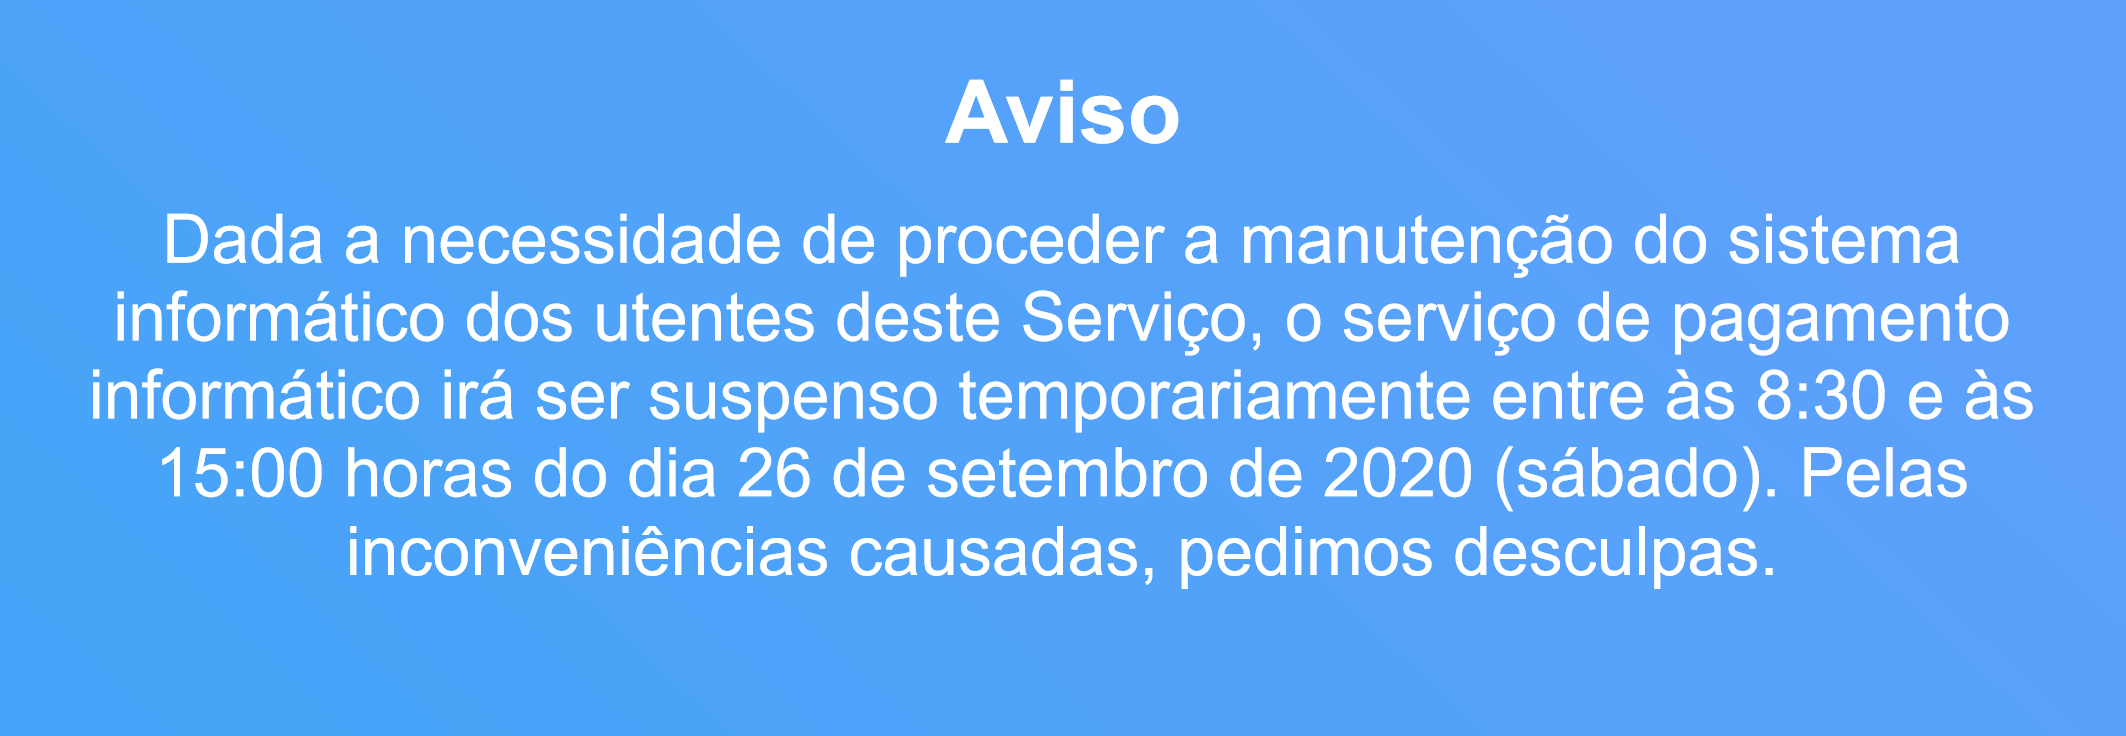 Aviso
Dada a necessidade de proceder a manutenção do sistema
informático dos utentes deste Serviço, o serviço de pagamento
informático irá ser suspenso temporariamente entre às 8:30 e às
15:00 horas do dia 26 de setembro de 2020 (sábado). Pelas
inconveniências causadas, pedimos desculpas.